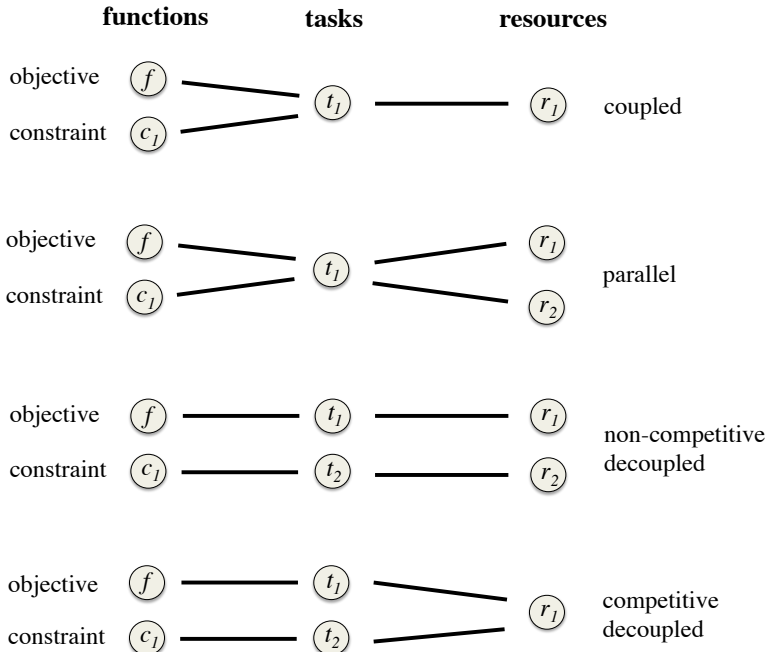 functions tasks resources
objective f t1 r1 coupled
constraint c1
objective f t1 r1 parallel
constraint c1 r2
objective f t1 r1 non-competitive
constraint c1 t2 r2 decoupled
objective f t1 r1 competitive
constraint c1 t2 decoupled